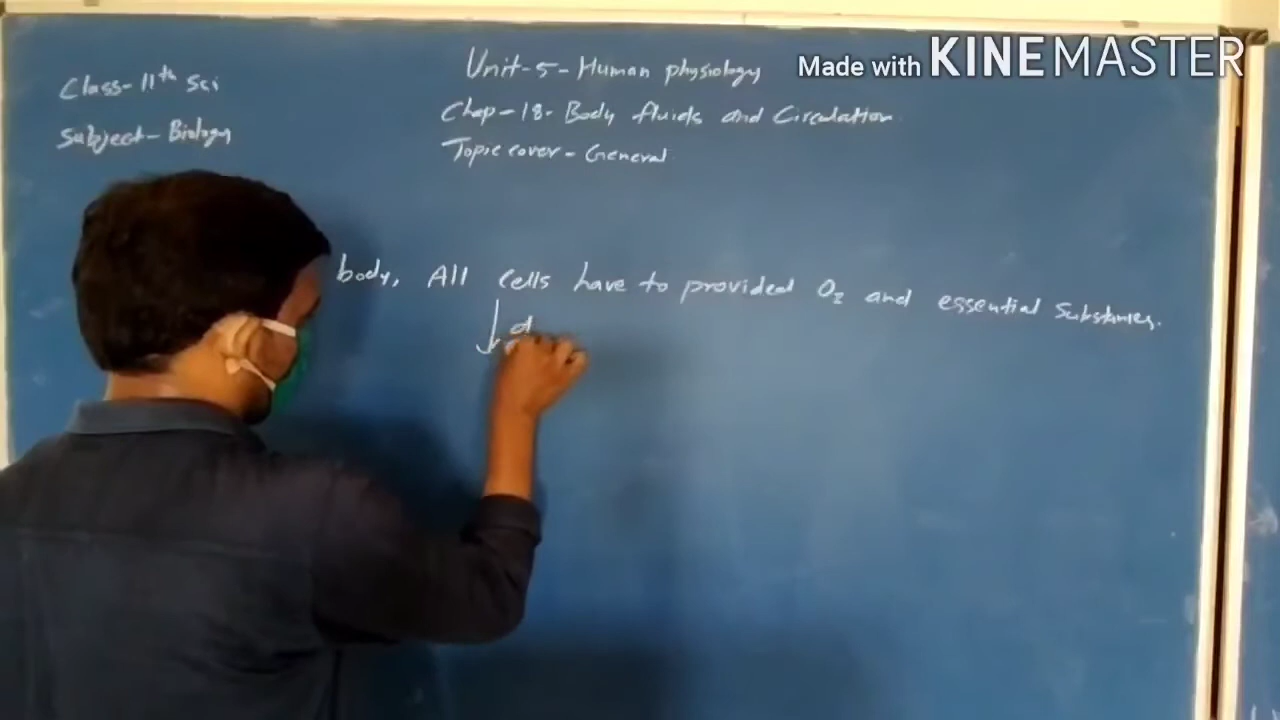 Class-11th Sci
Subject-Biology
Unit-5-Human physiology
Chap-18-Body fluids and Circulation
Topic cover-General
Made with KINEMASTER
body, All cells have to provided O2 and essential Substances.